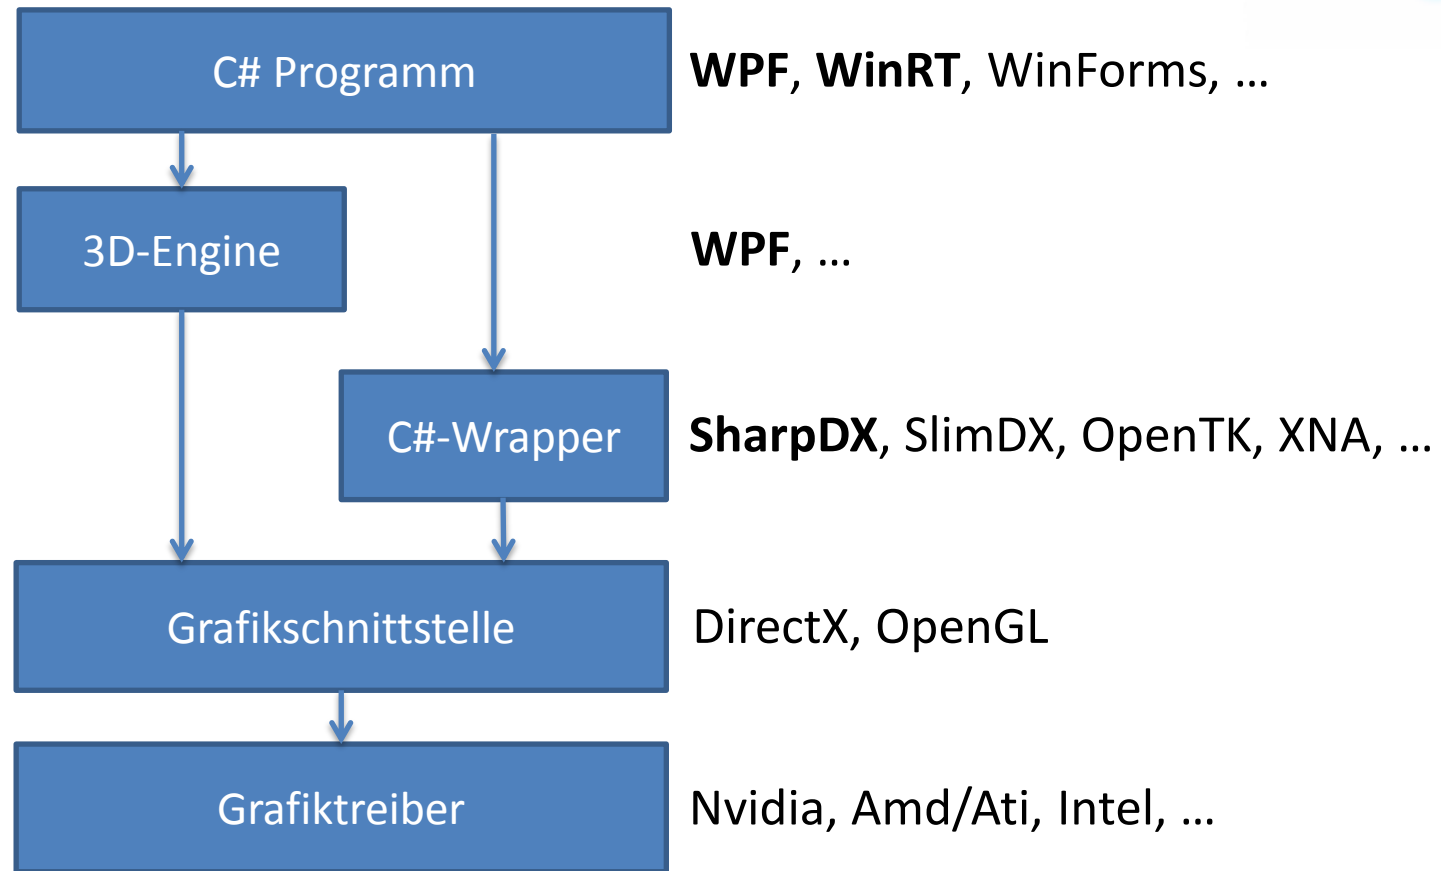 C# Programm
WPF, WinRT, WinForms, ...
3D-Engine
WPF, ...
C#-Wrapper
SharpDX, SlimDX, OpenTK, XNA, ...
Grafikschnittstelle
DirectX, OpenGL
Grafiktreiber
Nvidia, Amd/Ati, Intel, ...